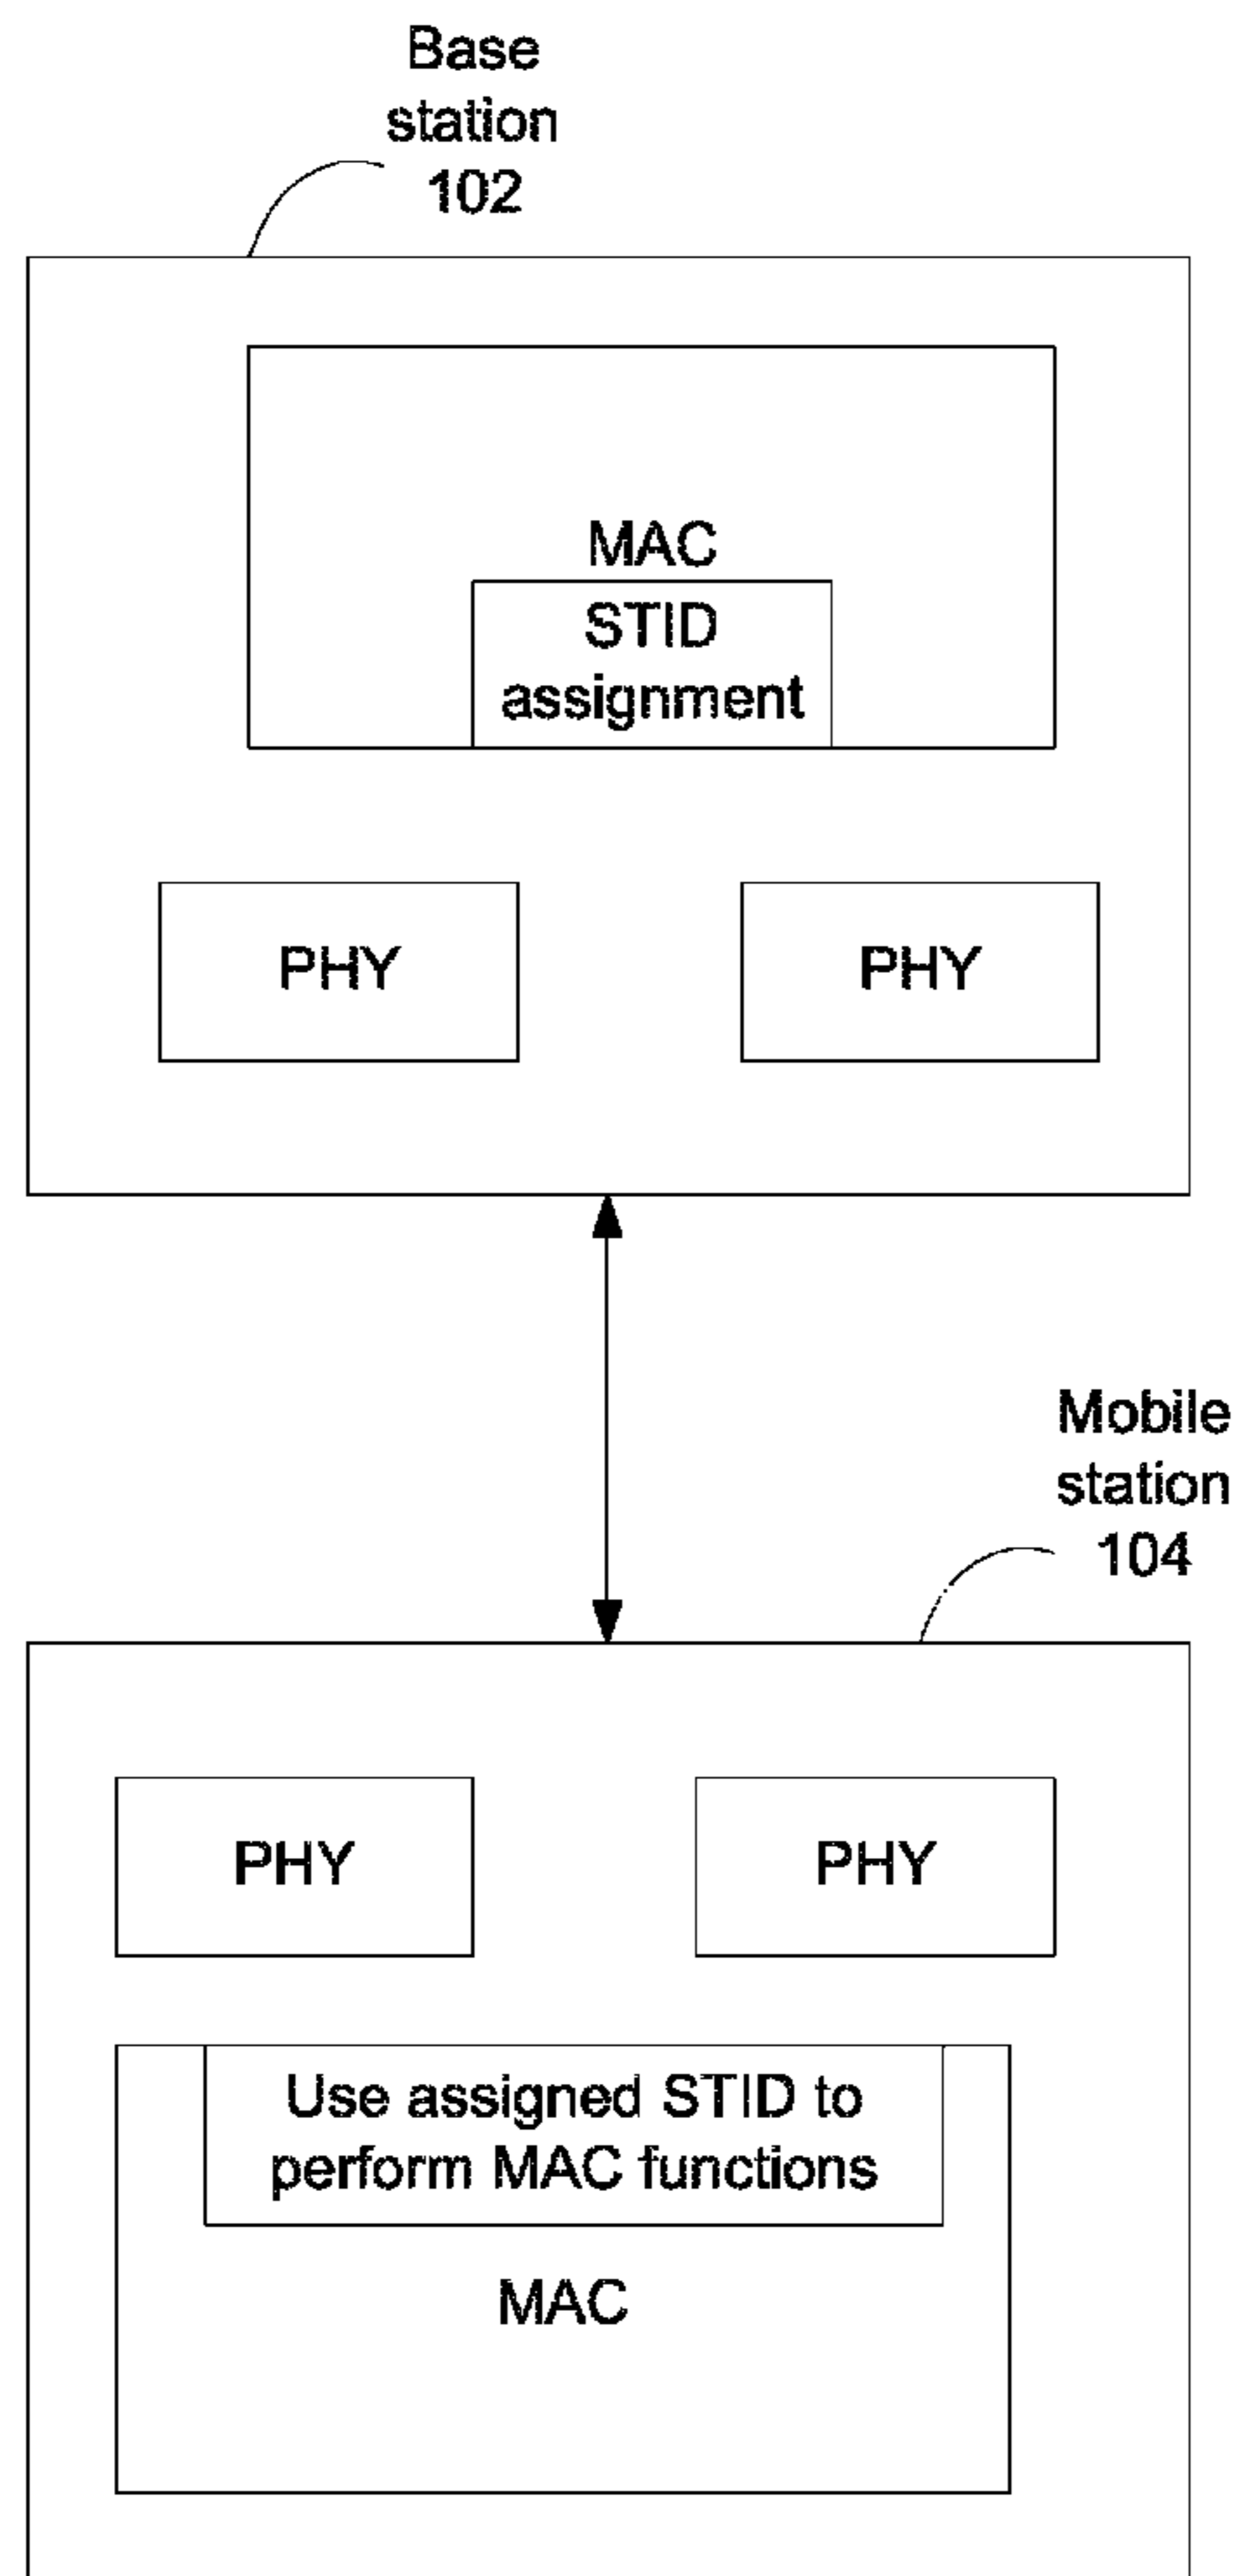 Base
station
102
MAC
STID
assignment
PHY
PHY
Mobile
station
104
PHY
PHY
Use assigned STID to
perform MAC functions
MAC